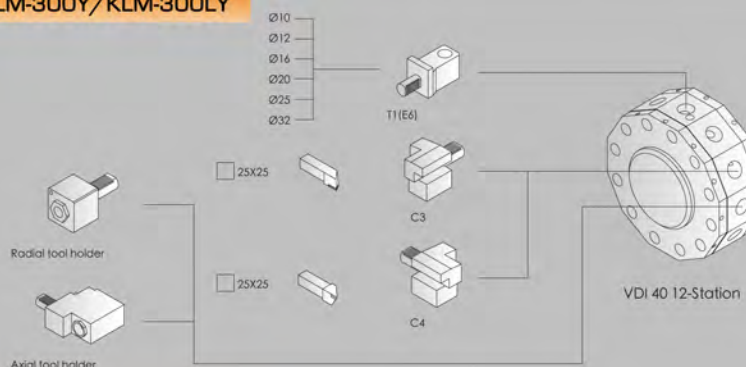 LM-300Y/KLM-300LY
Ø10
Ø12
Ø16
Ø20
Ø25
Ø32
T1(E6)
25X25
C3
Radial tool holder
25X25
C4
VDI 40 12-Station
Axial tool holder